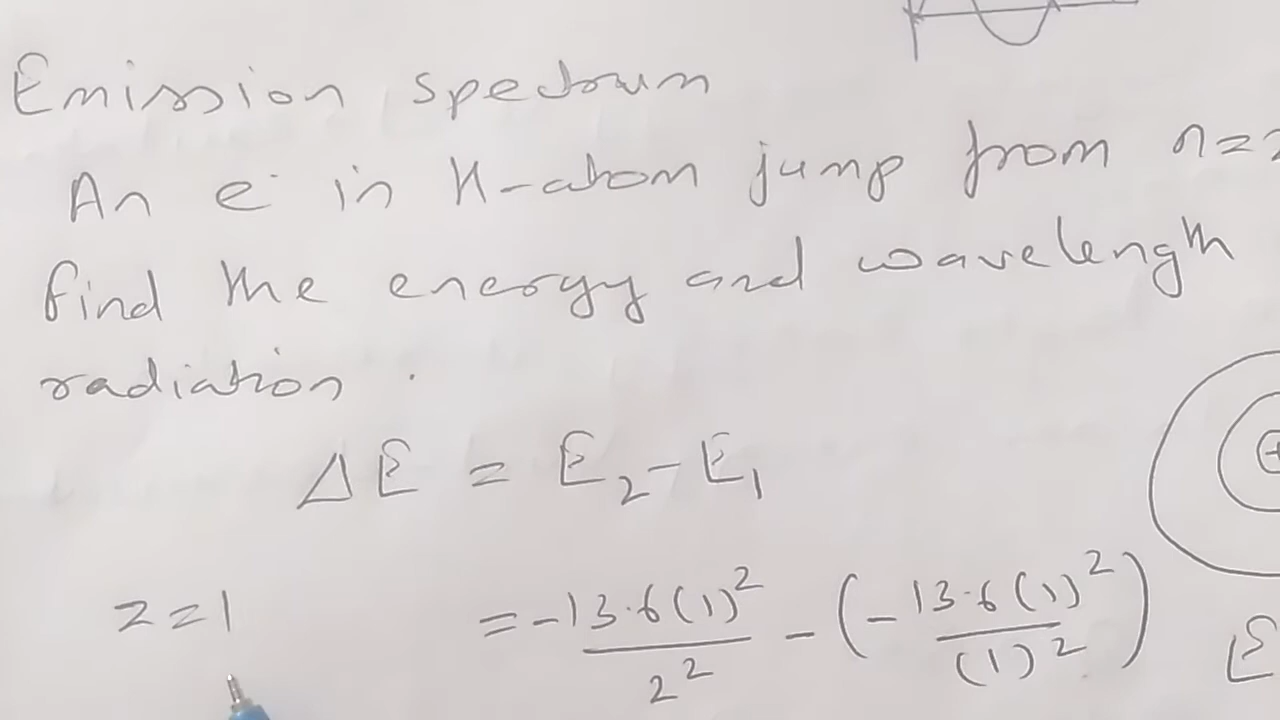 Emission spectrum
An e⁻ in H-atom jump from n=2
find the energy and wavelength
radiation.
ΔE = E₂-E₁
z=1
= -13.6(1)²/2² - (-13.6(1)²/(1)²)
E